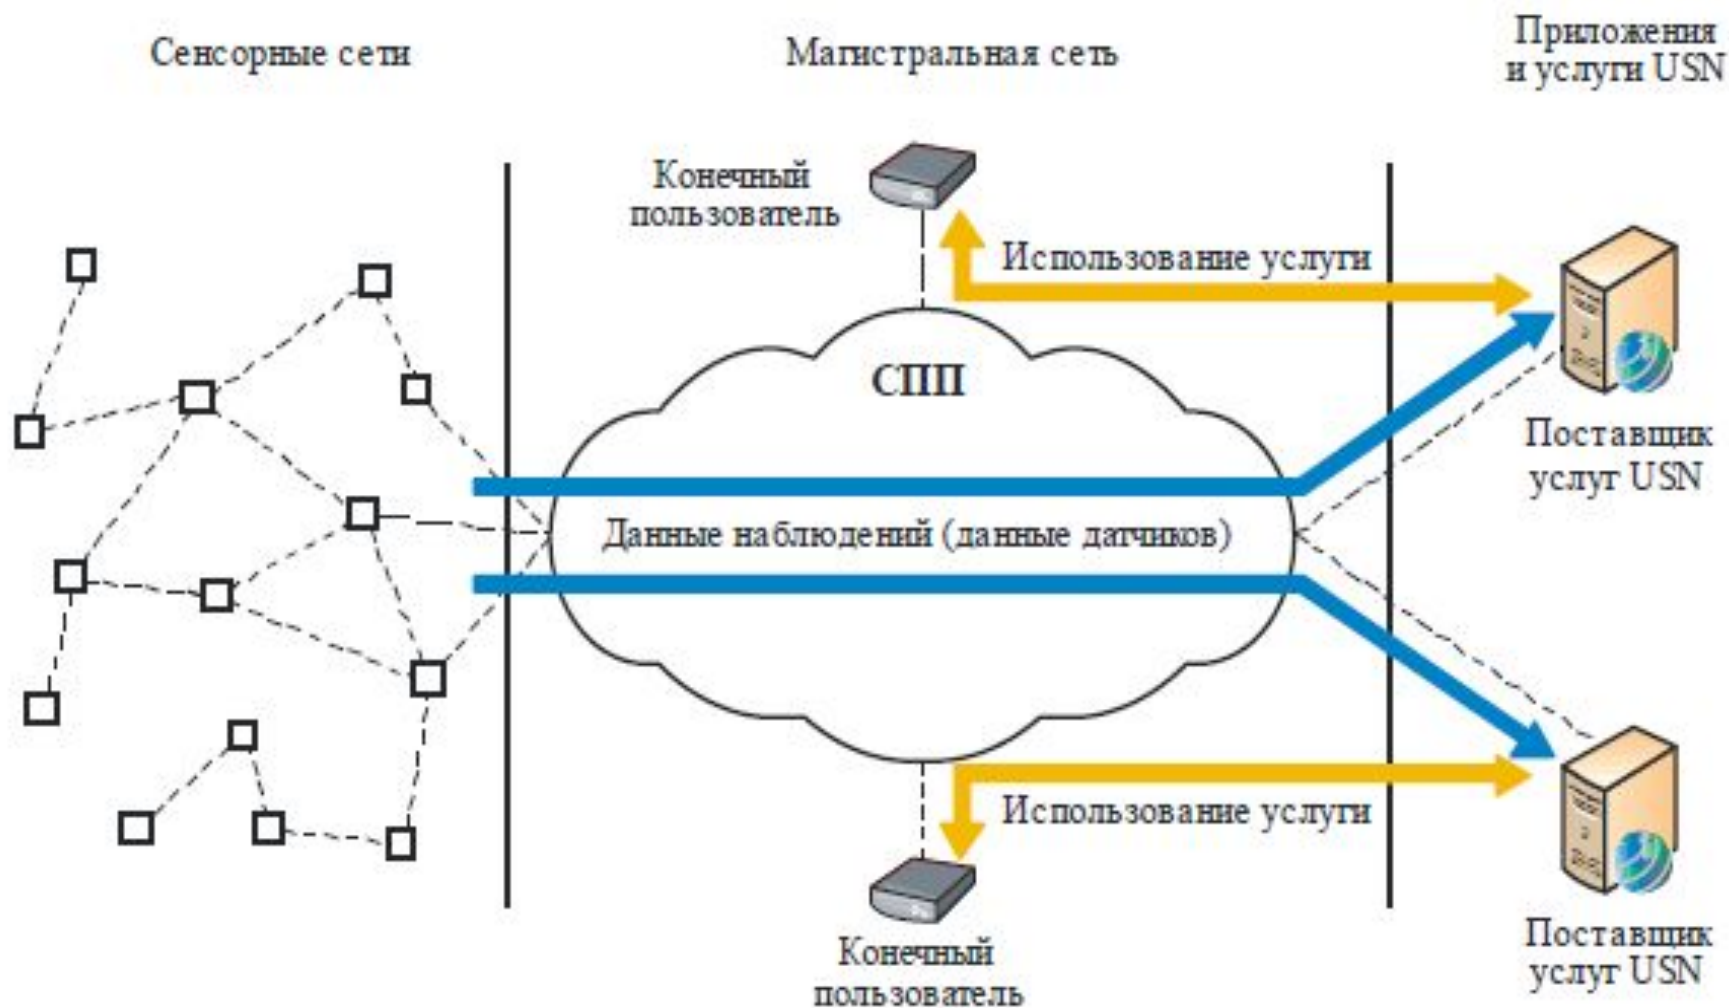 Сенсорные сети
Магистральная сеть
Приложения
и услуги USN
Конечный
пользователь
Использование услуги
СПП
Поставщик
услуг USN
Данные наблюдений (данные датчиков)
Использование услуги
Конечный
пользователь
Поставщик
услуг USN